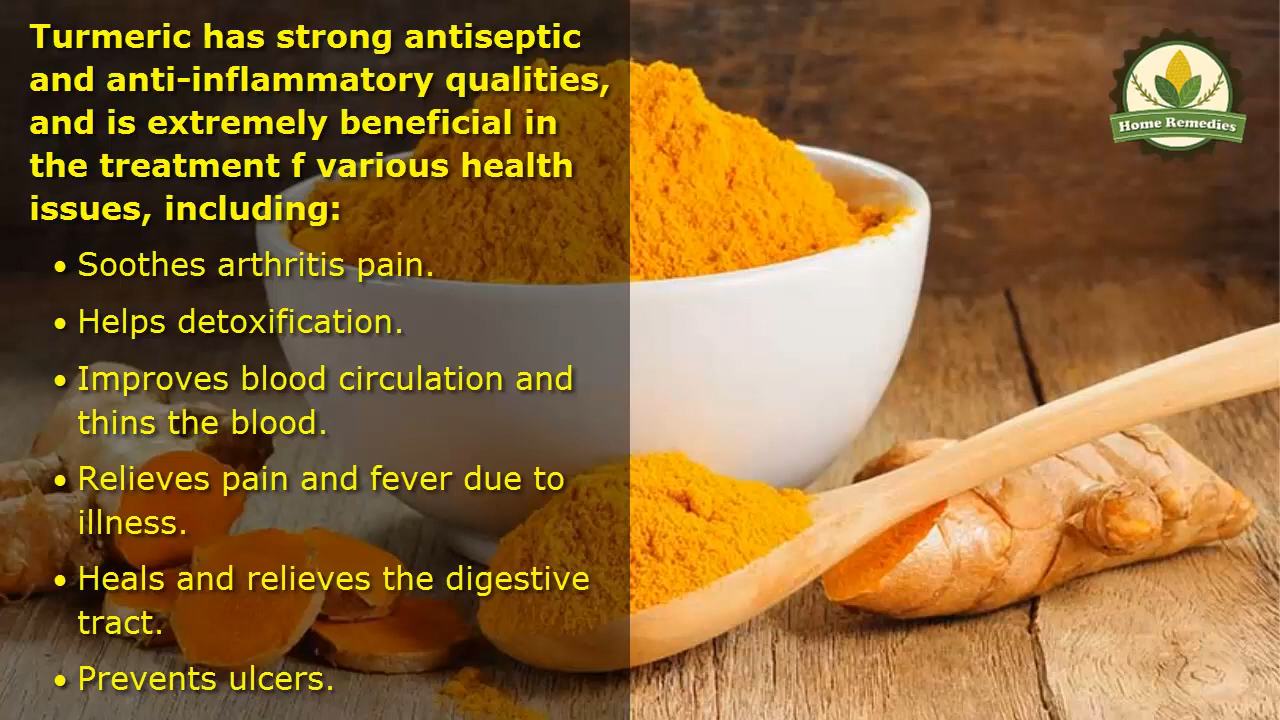 Turmeric has strong antiseptic
and anti-inflammatory qualities,
and is extremely beneficial in
the treatment f various health
issues, including:
• Soothes arthritis pain.
• Helps detoxification.
• Improves blood circulation and
thins the blood.
• Relieves pain and fever due to
illness.
• Heals and relieves the digestive
tract.
• Prevents ulcers.
Home Remedies